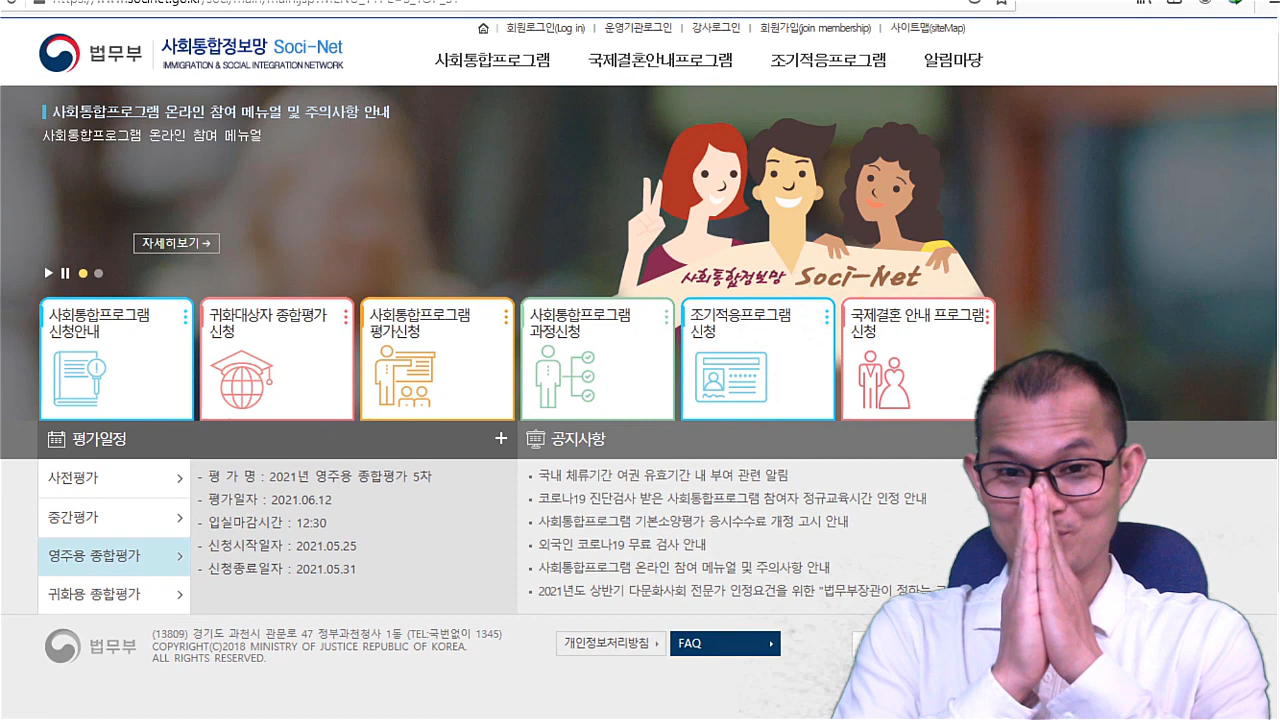 회원로그인(Log in) | 운영기관로그인 | 강사로그인 | 회원가입(join membership) | 사이트맵(siteMap)
법무부 사회통합정보망 Soci-Net
IMMIGRATION & SOCIAL INTEGRATION NETWORK
사회통합프로그램 국제결혼안내프로그램 조기적응프로그램 알림마당
사회통합프로그램 온라인 참여 메뉴얼 및 주의사항 안내
사회통합프로그램 온라인 참여 메뉴얼
자세히보기→
사회통합정보망 Soci-Net
사회통합프로그램
신청안내
귀화대상자 종합평가
신청
사회통합프로그램
평가신청
사회통합프로그램
과정신청
조기적응프로그램
신청
국제결혼 안내 프로그램
신청
평가일정 +
사전평가
중간평가
영주용 종합평가
귀화용 종합평가
- 평 가 명 : 2021년 영주용 종합평가 5차
- 평가일자 : 2021.06.12
- 입실마감시간 : 12:30
- 신청시작일자 : 2021.05.25
- 신청종료일자 : 2021.05.31
공지사항
국내 체류기간 여권 유효기간 내 부여 관련 알림
코로나19 진단검사 받은 사회통합프로그램 참여자 정규교육시간 인정 안내
사회통합프로그램 기본소양평가 응시수수료 개정 고시 안내
외국인 코로나19 무료 검사 안내
사회통합프로그램 온라인 참여 메뉴얼 및 주의사항 안내
2021년도 상반기 다문화사회 전문가 인정요건을 위한 "법무부장관이 정하는
법무부
(13809) 경기도 과천시 관문로 47 정부과천청사 1동 (TEL:국번없이 1345)
COPYRIGHT(C)2018 MINISTRY OF JUSTICE REPUBLIC OF KOREA.
ALL RIGHTS RESERVED.
개인정보처리방침
FAQ